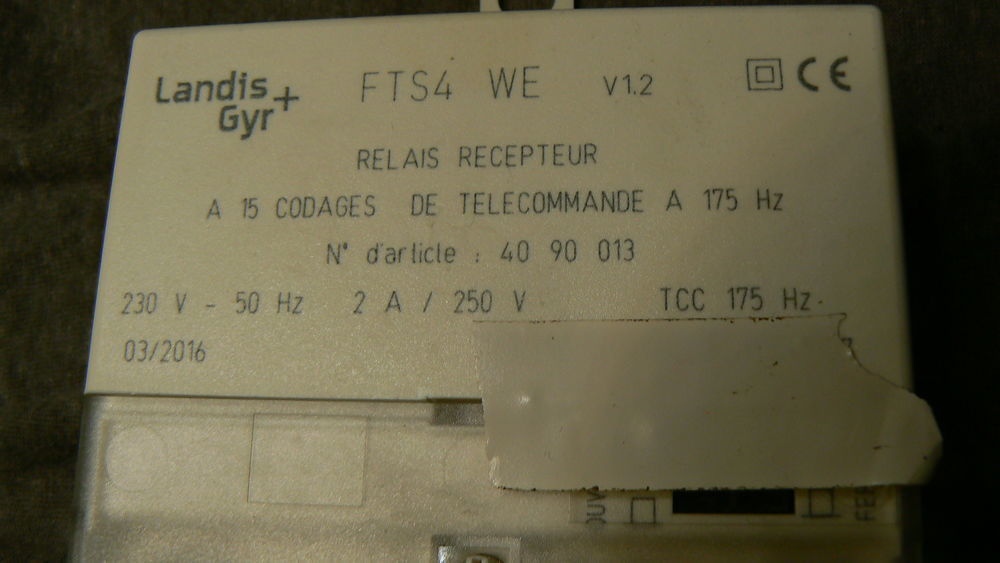 Landis
Gyr+
FTS4 WE V1.2
CE
RELAIS RECEPTEUR
A 15 CODAGES DE TELECOMMANDE A 175 Hz
N° d'article : 40 90 013
230 V - 50 Hz 2 A / 250 V TCC 175 Hz
03/2016